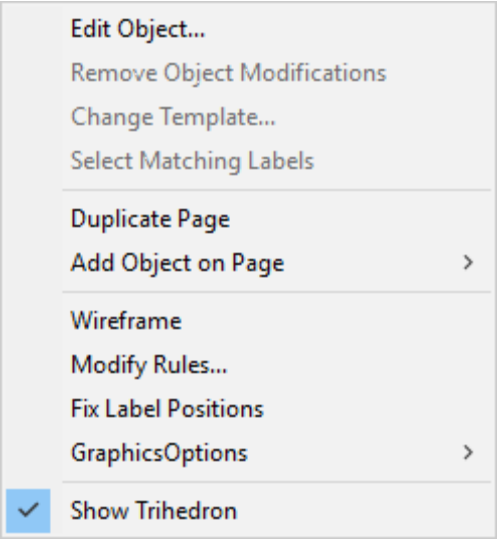 Edit Object...
Remove Object Modifications
Change Template...
Select Matching Labels
Duplicate Page
Add Object on Page
Wireframe
Modify Rules...
Fix Label Positions
GraphicsOptions
Show Trihedron